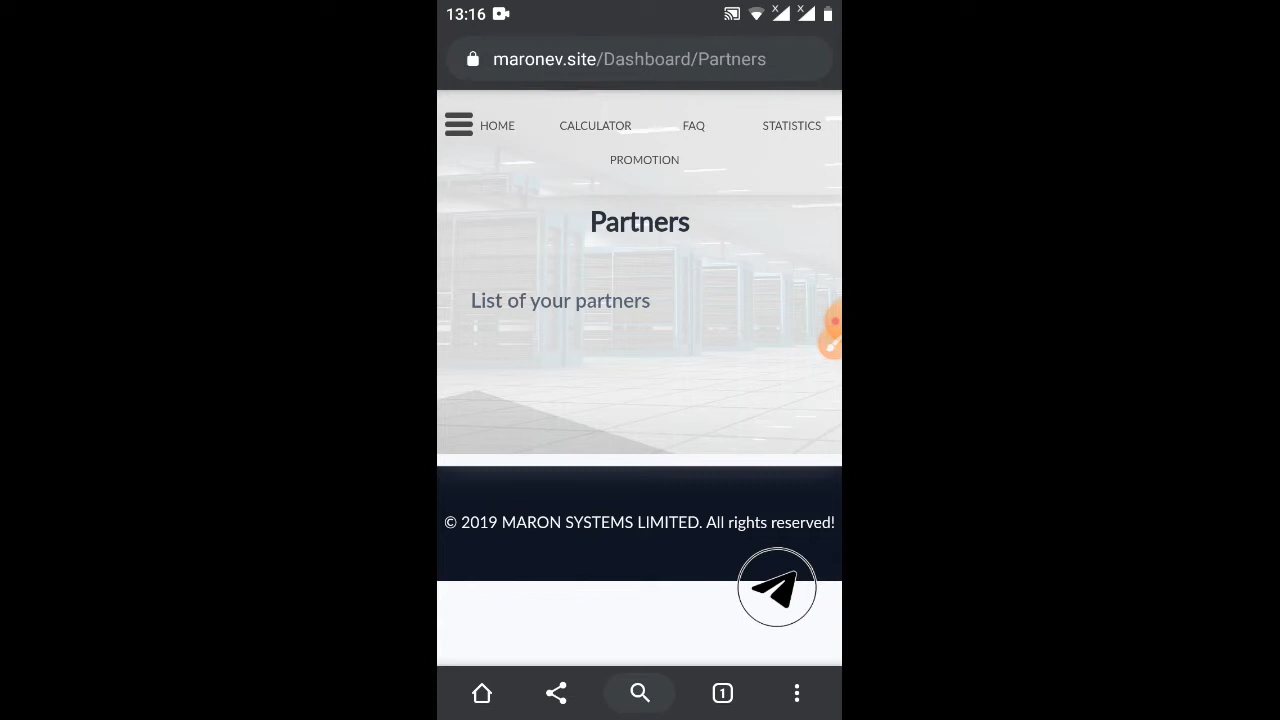 13:16
maronev.site/Dashboard/Partners
HOME CALCULATOR FAQ STATISTICS
PROMOTION
Partners
List of your partners
© 2019 MARON SYSTEMS LIMITED. All rights reserved!
1